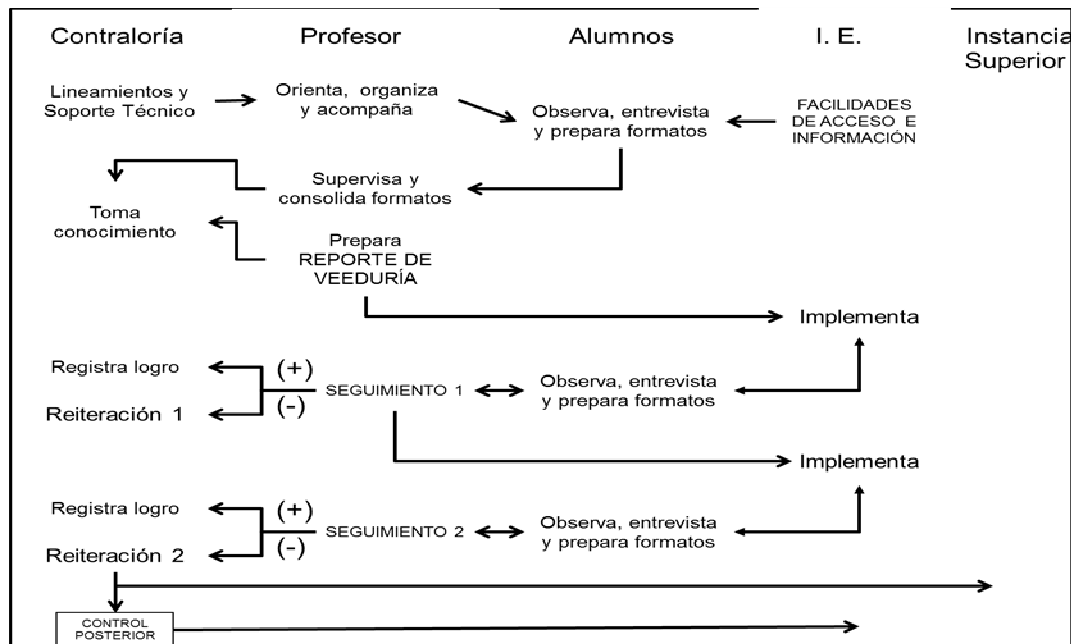 Contraloría
Profesor
Alumnos
I. E.
Instancia
Superior
Lineamientos y
Soporte Técnico
Orienta, organiza
y acompaña
Observa, entrevista
y prepara formatos
FACILIDADES
DE ACCESO E
INFORMACIÓN
Supervisa y
consolida formatos
Toma
conocimiento
Prepara
REPORTE DE
VEEDURÍA
Implementa
Registra logro
(+)
SEGUIMIENTO 1
Observa, entrevista
y prepara formatos
Reiteración 1
(-)
Implementa
Registra logro
(+)
SEGUIMIENTO 2
Observa, entrevista
y prepara formatos
Reiteración 2
(-)
CONTROL
POSTERIOR